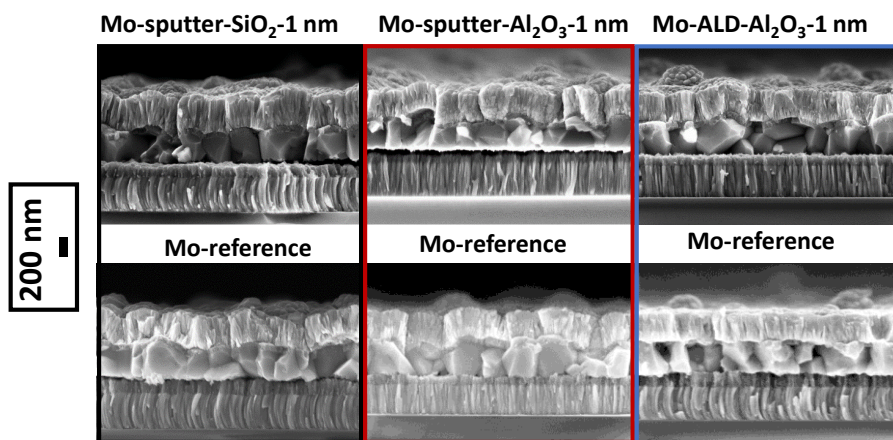 Mo-sputter-SiO₂-1 nm
Mo-sputter-Al₂O₃-1 nm
Mo-ALD-Al₂O₃-1 nm
200 nm
Mo-reference
Mo-reference
Mo-reference